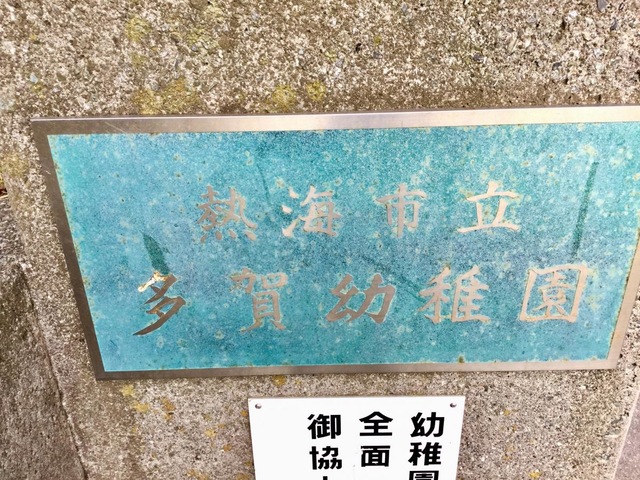 熱海市立
多賀幼稚園
幼稚園
全面
御協